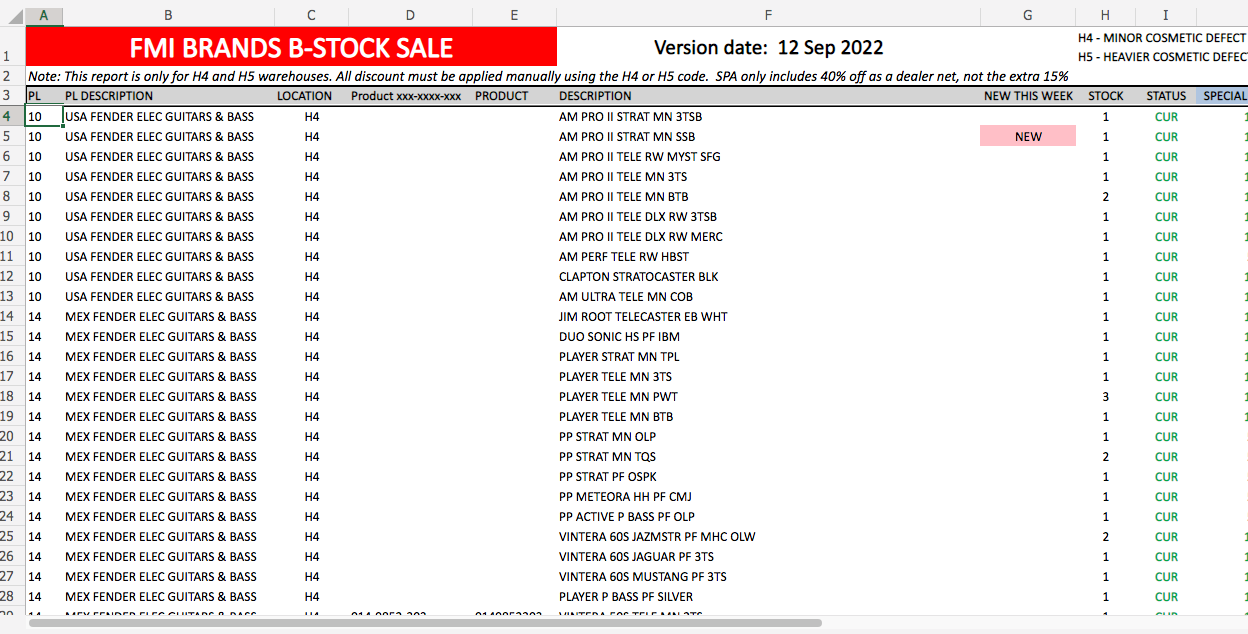 A B C D E F G H I
1 FMI BRANDS B-STOCK SALE Version date: 12 Sep 2022 H4 - MINOR COSMETIC DEFECT
H5 - HEAVIER COSMETIC DEFEC
2 Note: This report is only for H4 and H5 warehouses. All discount must be applied manually using the H4 or H5 code. SPA only includes 40% off as a dealer net, not the extra 15%
3 PL PL DESCRIPTION LOCATION Product xxx-xxxx-xxx PRODUCT DESCRIPTION NEW THIS WEEK STOCK STATUS SPECIAL
4 10 USA FENDER ELEC GUITARS & BASS H4 AM PRO II STRAT MN 3TSB 1 CUR
5 10 USA FENDER ELEC GUITARS & BASS H4 AM PRO II STRAT MN SSB NEW 1 CUR
6 10 USA FENDER ELEC GUITARS & BASS H4 AM PRO II TELE RW MYST SFG 1 CUR
7 10 USA FENDER ELEC GUITARS & BASS H4 AM PRO II TELE MN 3TS 1 CUR
8 10 USA FENDER ELEC GUITARS & BASS H4 AM PRO II TELE MN BTB 2 CUR
9 10 USA FENDER ELEC GUITARS & BASS H4 AM PRO II TELE DLX RW 3TSB 1 CUR
10 10 USA FENDER ELEC GUITARS & BASS H4 AM PRO II TELE DLX RW MERC 1 CUR
11 10 USA FENDER ELEC GUITARS & BASS H4 AM PERF TELE RW HBST 1 CUR
12 10 USA FENDER ELEC GUITARS & BASS H4 CLAPTON STRATOCASTER BLK 1 CUR
13 10 USA FENDER ELEC GUITARS & BASS H4 AM ULTRA TELE MN COB 1 CUR
14 14 MEX FENDER ELEC GUITARS & BASS H4 JIM ROOT TELECASTER EB WHT 1 CUR
15 14 MEX FENDER ELEC GUITARS & BASS H4 DUO SONIC HS PF IBM 1 CUR
16 14 MEX FENDER ELEC GUITARS & BASS H4 PLAYER STRAT MN TPL 1 CUR
17 14 MEX FENDER ELEC GUITARS & BASS H4 PLAYER TELE MN 3TS 1 CUR
18 14 MEX FENDER ELEC GUITARS & BASS H4 PLAYER TELE MN PWT 3 CUR
19 14 MEX FENDER ELEC GUITARS & BASS H4 PLAYER TELE MN BTB 1 CUR
20 14 MEX FENDER ELEC GUITARS & BASS H4 PP STRAT MN OLP 1 CUR
21 14 MEX FENDER ELEC GUITARS & BASS H4 PP STRAT MN TQS 2 CUR
22 14 MEX FENDER ELEC GUITARS & BASS H4 PP STRAT PF OSPK 1 CUR
23 14 MEX FENDER ELEC GUITARS & BASS H4 PP METEORA HH PF CMJ 1 CUR
24 14 MEX FENDER ELEC GUITARS & BASS H4 PP ACTIVE P BASS PF OLP 1 CUR
25 14 MEX FENDER ELEC GUITARS & BASS H4 VINTERA 60S JAZMSTR PF MHC OLW 2 CUR
26 14 MEX FENDER ELEC GUITARS & BASS H4 VINTERA 60S JAGUAR PF 3TS 1 CUR
27 14 MEX FENDER ELEC GUITARS & BASS H4 VINTERA 60S MUSTANG PF 3TS 1 CUR
28 14 MEX FENDER ELEC GUITARS & BASS H4 PLAYER P BASS PF SILVER 1 CUR